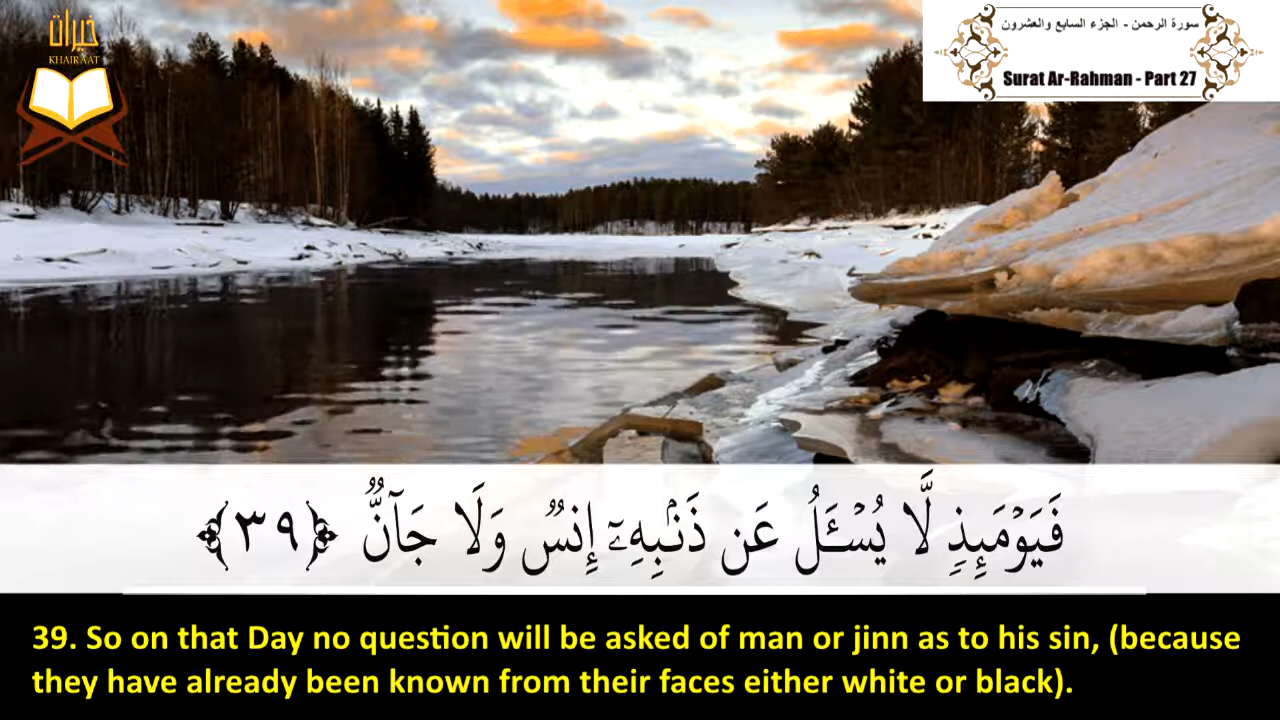 خيرات
KHAIRAAT
سورة الرحمن - الجزء السابع والعشرون
Surat Ar-Rahman - Part 27
فَيَوْمَئِذٍ لَّا يُسْـَٔلُ عَن ذَنۢبِهِۦٓ إِنسٌ وَلَا جَآنٌّ ﴿٣٩﴾
39. So on that Day no question will be asked of man or jinn as to his sin, (because
they have already been known from their faces either white or black).